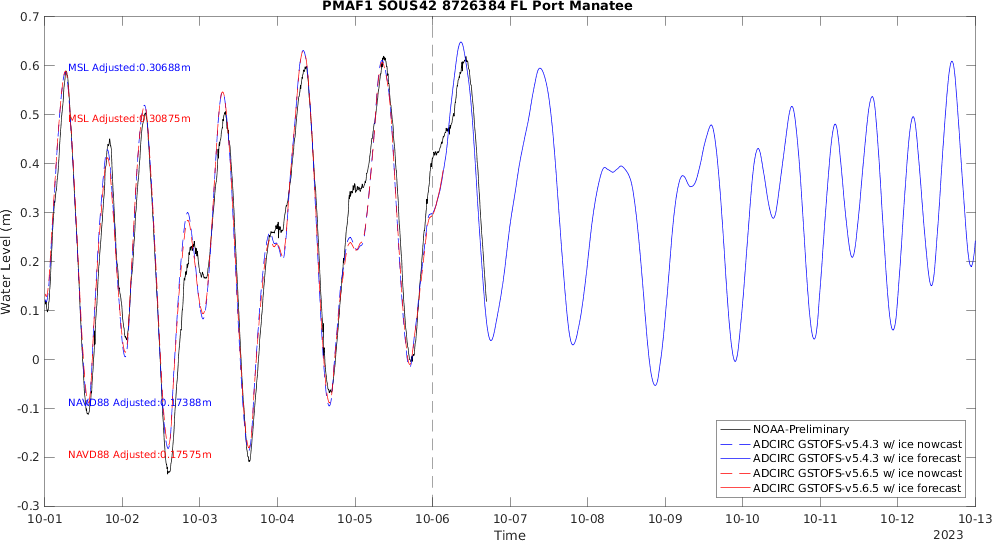 PMAF1 SOUS42 8726384 FL Port Manatee
0.7
0.6
0.5
0.4
0.3
0.2
0.1
0
-0.1
-0.2
-0.3
Water Level (m)
MSL Adjusted:0.30688m
MSL Adjusted:0.30875m
NAVD88 Adjusted:0.17388m
NAVD88 Adjusted:0.17575m
NOAA-Preliminary
ADCIRC GSTOFS-v5.4.3 w/ ice nowcast
ADCIRC GSTOFS-v5.4.3 w/ ice forecast
ADCIRC GSTOFS-v5.6.5 w/ ice nowcast
ADCIRC GSTOFS-v5.6.5 w/ ice forecast
10-01 10-02 10-03 10-04 10-05 10-06 10-07 10-08 10-09 10-10 10-11 10-12 10-13
Time 2023